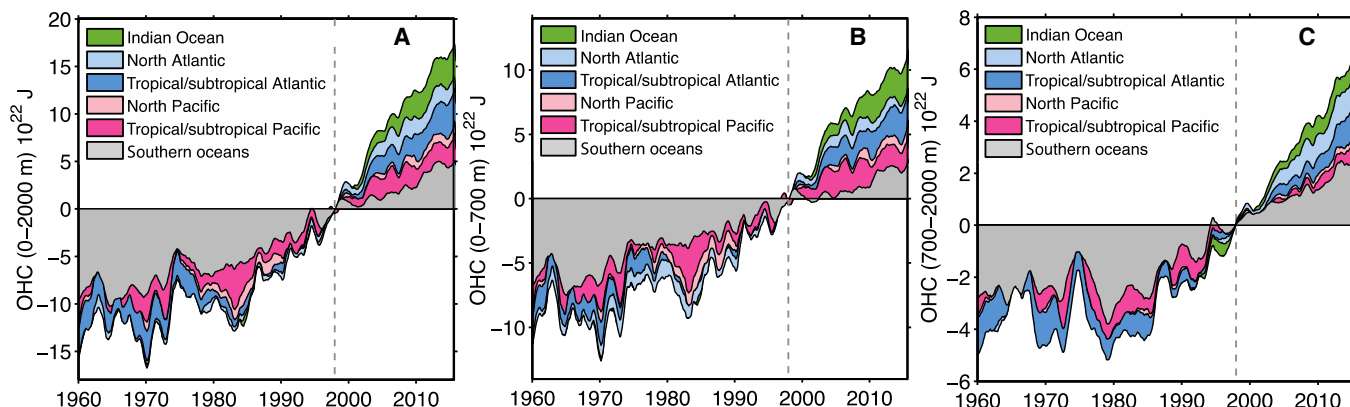 A
OHC (0–2000 m) 10²² J
20
15
10
5
0
−5
−10
−15
Indian Ocean
North Atlantic
Tropical/subtropical Atlantic
North Pacific
Tropical/subtropical Pacific
Southern oceans
1960 1970 1980 1990 2000 2010
B
OHC (0–700 m) 10²² J
10
5
0
−5
−10
Indian Ocean
North Atlantic
Tropical/subtropical Atlantic
North Pacific
Tropical/subtropical Pacific
Southern oceans
1960 1970 1980 1990 2000 2010
C
OHC (700–2000 m) 10²² J
8
6
4
2
0
−2
−4
−6
Indian Ocean
North Atlantic
Tropical/subtropical Atlantic
North Pacific
Tropical/subtropical Pacific
Southern oceans
1960 1970 1980 1990 2000 2010